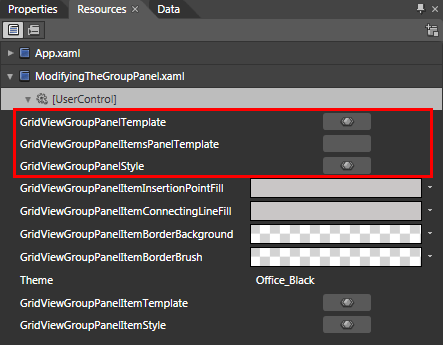 Properties Resources × Data
App.xaml
ModifyingTheGroupPanel.xaml
[UserControl]
GridViewGroupPanelTemplate
GridViewGroupPanelItemsPanelTemplate
GridViewGroupPanelStyle
GridViewGroupPanelItemInsertionPointFill
GridViewGroupPanelItemConnectingLineFill
GridViewGroupPanelItemBorderBackground
GridViewGroupPanelItemBorderBrush
Theme Office_Black
GridViewGroupPanelItemTemplate
GridViewGroupPanelItemStyle